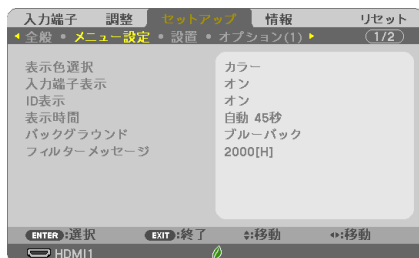 入力端子 調整 セットアップ 情報 リセット
全般 • メニュー設定 • 設置 • オプション(1) (1/2)
表示色選択 カラー
入力端子表示 オン
ID表示 オン
表示時間 自動 45秒
バックグラウンド ブルーバック
フィルターメッセージ 2000[H]
ENTER:選択 EXIT:終了 :移動 :移動
HDMI1